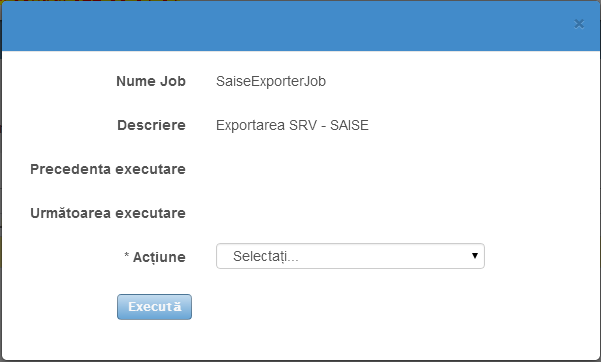 ×
Nume Job SaiseExporterJob
Descriere Exportarea SRV - SAISE
Precedenta executare
Următoarea executare
* Acțiune Selectați...
Execută